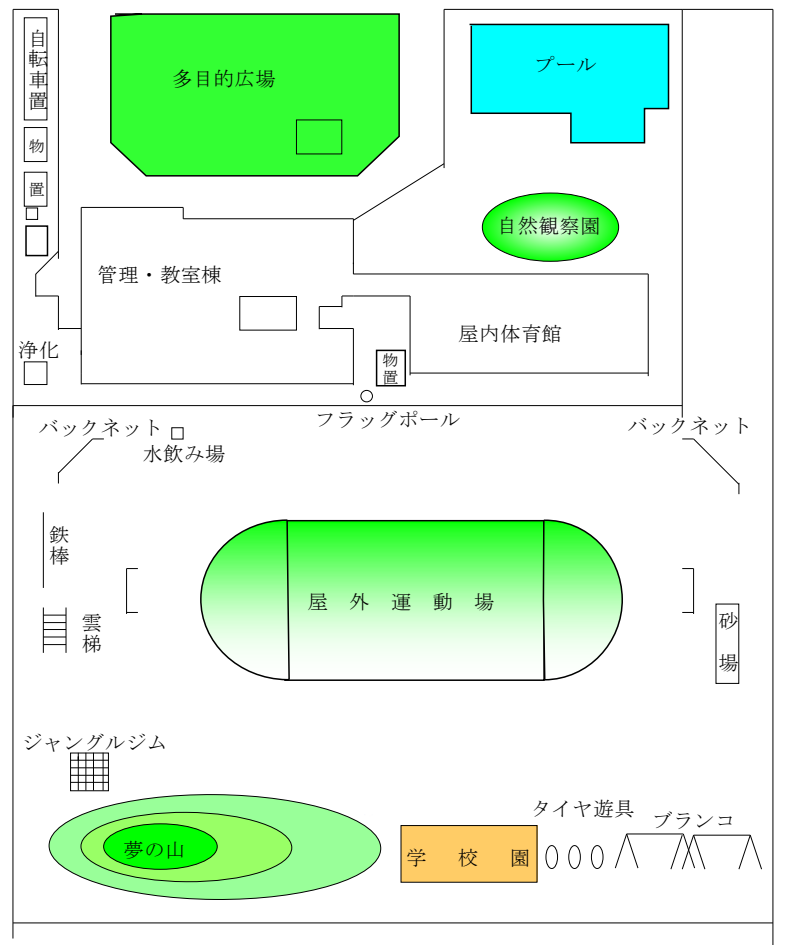 自転車置
多目的広場
プール
物
置
自然観察園
管理・教室棟
屋内体育館
浄化
物置
フラッグポール
バックネット
バックネット
水飲み場
鉄棒
屋外運動場
雲梯
砂場
ジャングルジム
タイヤ遊具
ブランコ
夢の山
学校園